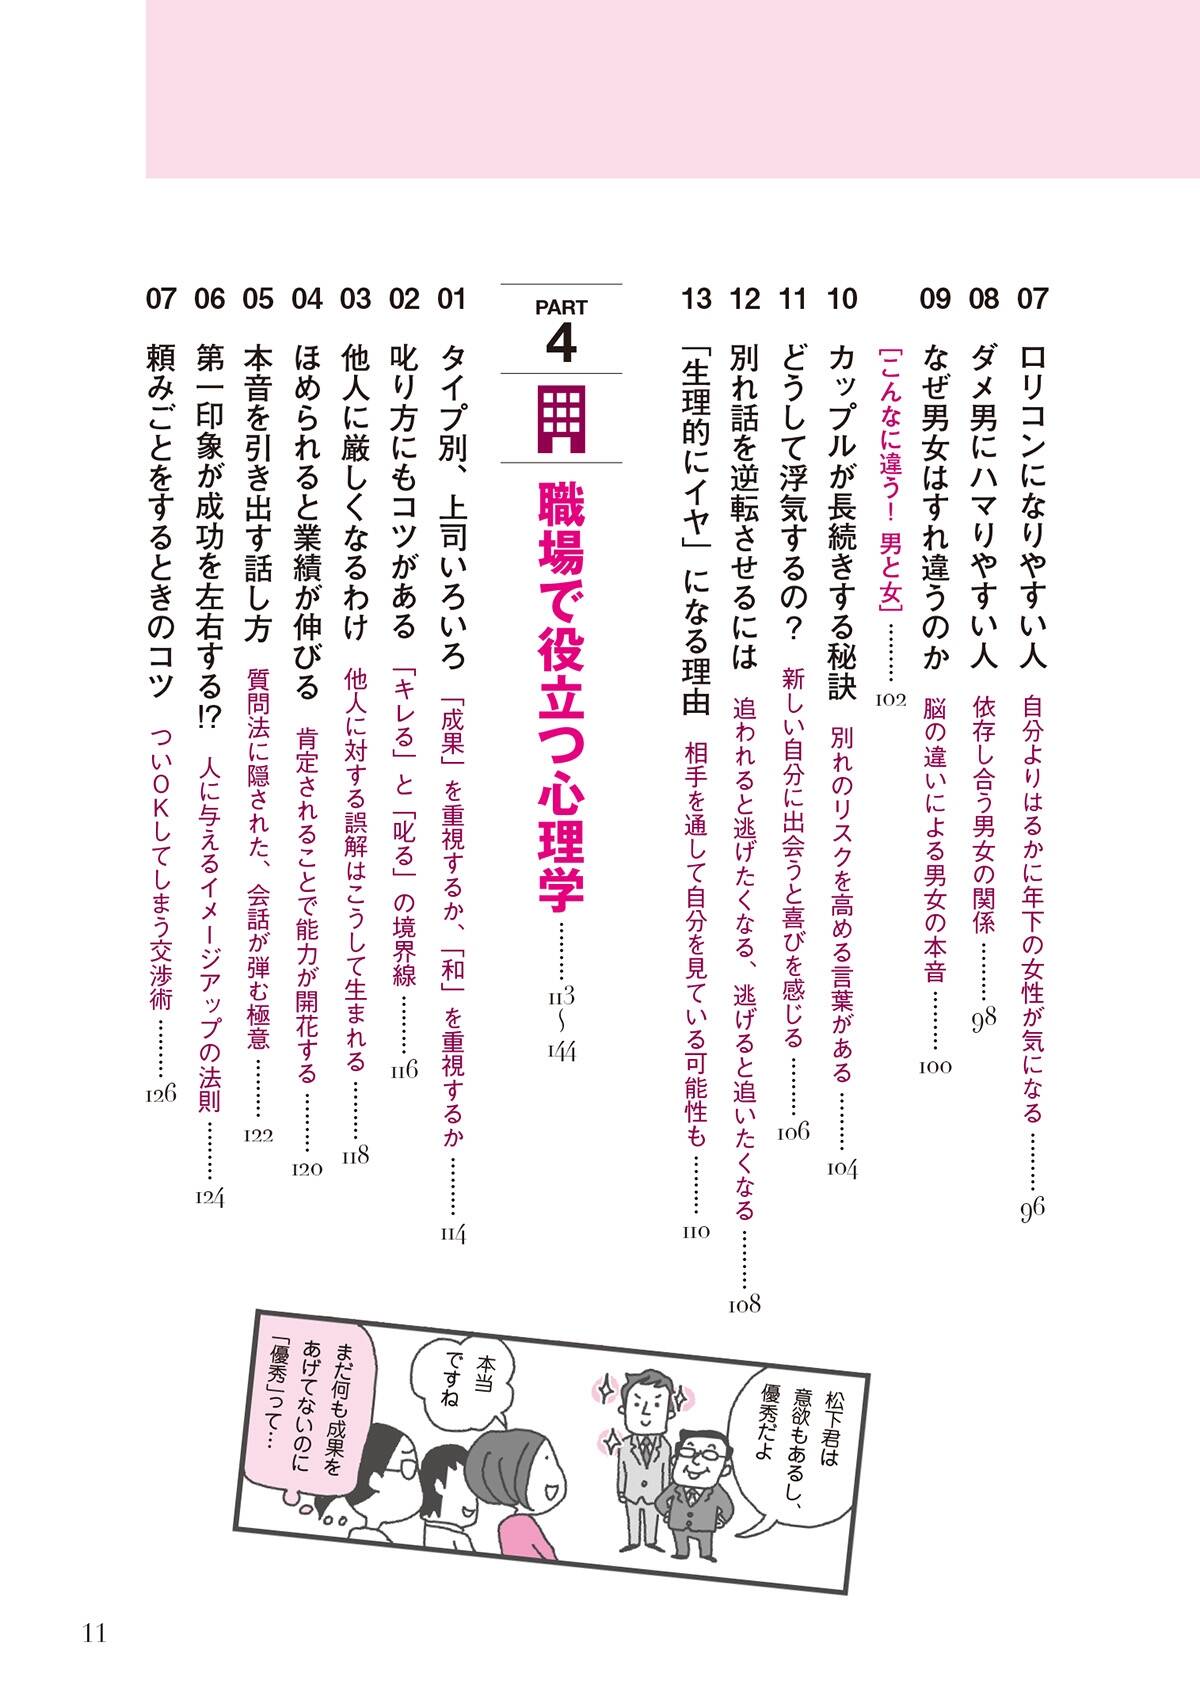 07 ロリコンになりやすい人 自分よりはるかに年下の女性が気になる ……… 96
08 ダメ男にハマりやすい人 依存し合う男女の関係 ……… 98
09 なぜ男女はすれ違うのか 脳の違いによる男女の本音 ……… 100
[こんなに違う! 男と女] ……… 102
10 カップルが長続きする秘訣 別れのリスクを高める言葉がある ……… 104
11 どうして浮気するの? 新しい自分に出会うと喜びを感じる ……… 106
12 別れ話を逆転させるには 追われると逃げたくなる、逃げると追いたくなる ……… 108
13 「生理的にイヤ」になる理由 相手を通して自分を見ている可能性も ……… 110
PART
4
職場で役立つ心理学 ……… 113〜144
01 タイプ別、上司いろいろ 「成果」を重視するか、「和」を重視するか ……… 114
02 叱り方にもコツがある 「キレる」と「叱る」の境界線 ……… 116
03 他人に厳しくなるわけ 他人に対する誤解はこうして生まれる ……… 118
04 ほめられると業績が伸びる 肯定されることで能力が開花する ……… 120
05 本音を引き出す話し方 質問法に隠された、会話が弾む極意 ……… 122
06 第一印象が成功を左右する!? 人に与えるイメージアップの法則 ……… 124
07 頼みごとをするときのコツ ついOKしてしまう交渉術 ……… 126
松下君は
意欲もあるし、
優秀だよ
本当
ですね
まだ何も成果を
あげてないのに
「優秀」って…
11